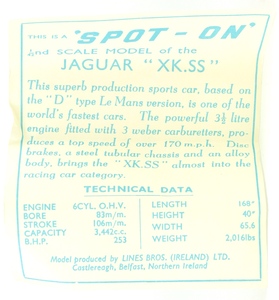 THIS IS A "SPOT-ON"
SCALE MODEL of the
JAGUAR "XK.SS"
This superb production sports car, based on
the "D" type Le Mans version, is one of the
world's fastest cars. The powerful 3½ litre
engine fitted with 3 weber carburetters, pro-
duces a top speed of over 170 m.p.h. Disc
brakes, a steel tubular chassis and an alloy
body, brings the "XK.SS" almost into the
racing car category.
TECHNICAL DATA
ENGINE 6CYL. O.H.V.
BORE 83m/m.
STROKE 106m/m.
CAPACITY 3,442c.c.
B.H.P. 253
LENGTH 168"
HEIGHT 40"
WIDTH 65.6
WEIGHT 2,016lbs
Model produced by LINES BROS. (IRELAND) LTD.
Castlereogh, Belfast, Northern Ireland